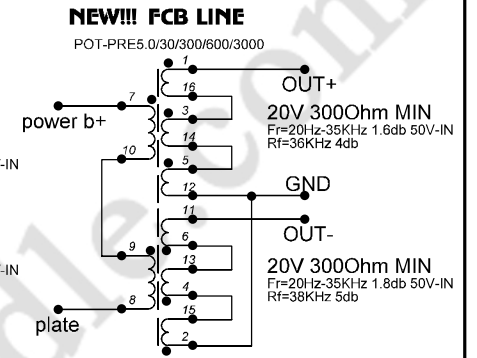 NEW!!! FCB LINE
POT-PRE5.0/30/300/600/3000
1
OUT+
16
7
3
20V 300Ohm MIN
power b+
Fr=20Hz-35KHz 1.6db 50V-IN
14
Rf=36KHz 4db
10
5
-IN
12
GND
11
OUT-
6
9
13
20V 300Ohm MIN
-IN
Fr=20Hz-35KHz 1.8db 50V-IN
4
Rf=38KHz 5db
8
15
plate
2